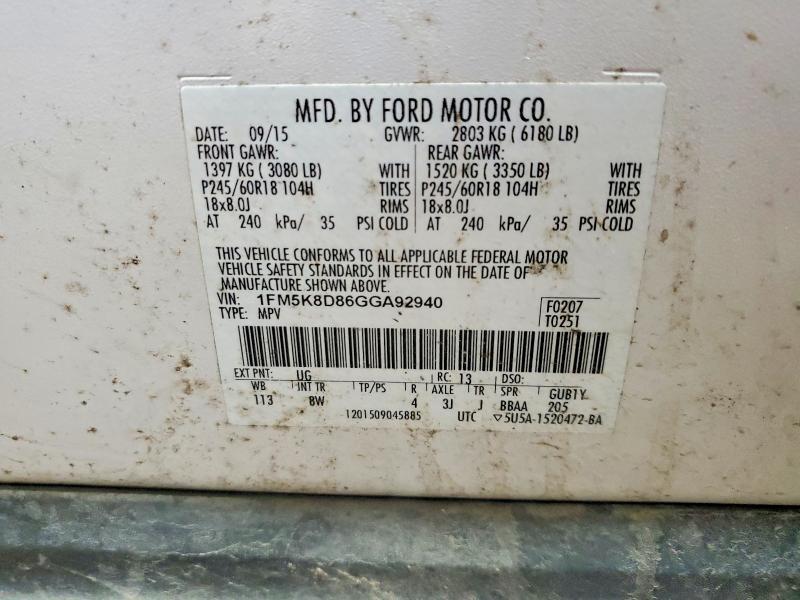 MFD. BY FORD MOTOR CO.
DATE: 09/15 GVWR: 2803 KG ( 6180 LB)
FRONT GAWR: REAR GAWR:
1397 KG ( 3080 LB) WITH 1520 KG ( 3350 LB) WITH
P245/60R18 104H TIRES P245/60R18 104H TIRES
18x8.0J RIMS 18x8.0J RIMS
AT 240 kPa/ 35 PSI COLD AT 240 kPa/ 35 PSI COLD
THIS VEHICLE CONFORMS TO ALL APPLICABLE FEDERAL MOTOR
VEHICLE SAFETY STANDARDS IN EFFECT ON THE DATE OF
MANUFACTURE SHOWN ABOVE.
VIN: 1FM5K8D86GGA92940 F0207
TYPE: MPV T0251
EXT PNT: UG RC: 13 DSO:
WB INT TR TP/PS R AXLE TR SPR GUB1Y
113 8W 4 3J J BBAA 205
1201509045885 UTC ▽5U5A-1520472-BA